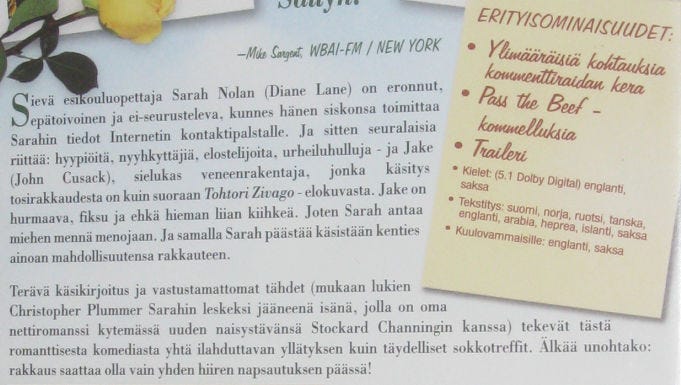 —Mike Sargent, WBAI-FM / NEW YORK
Sievä esikouluopettaja Sarah Nolan (Diane Lane) on eronnut,
epätoivoinen ja ei-seurusteleva, kunnes hänen siskonsa toimittaa
Sarahin tiedot Internetin kontaktipalstalle. Ja sitten seuralaisia
riittää: hyypiöitä, nyyhkyttäjiä, elostelijoita, urheiluhulluja - ja Jake
(John Cusack), sielukas veneenrakentaja, jonka käsitys
tosirakkaudesta on kuin suoraan Tohtori Zivago - elokuvasta. Jake on
hurmaava, fiksu ja ehkä hieman liian kiihkeä. Joten Sarah antaa
miehen mennä menojaan. Ja samalla Sarah päästää käsistään kenties
ainoan mahdollisuutensa rakkauteen.
Terävä käsikirjoitus ja vastustamattomat tähdet (mukaan lukien
Christopher Plummer Sarahin leskeksi jääneenä isänä, jolla on oma
nettiromanssi kytemässä uuden naisystävänsä Stockard Channingin kanssa) tekevät tästä
romanttisesta komediasta yhtä ilahduttavan yllätyksen kuin täydelliset sokkotreffit. Älkää unohtako:
rakkaus saattaa olla vain yhden hiiren napsautuksen päässä!
ERITYISOMINAISUUDET:
• Ylimääräisiä kohtauksia
kommenttiraidan kera
• Pass the Beef -
kommelluksia
• Traileri
• Kielet: (5.1 Dolby Digital) englanti,
saksa
• Tekstitys: suomi, norja, ruotsi, tanska,
englanti, arabia, heprea, islanti, saksa
• Kuulovammaisille: englanti, saksa